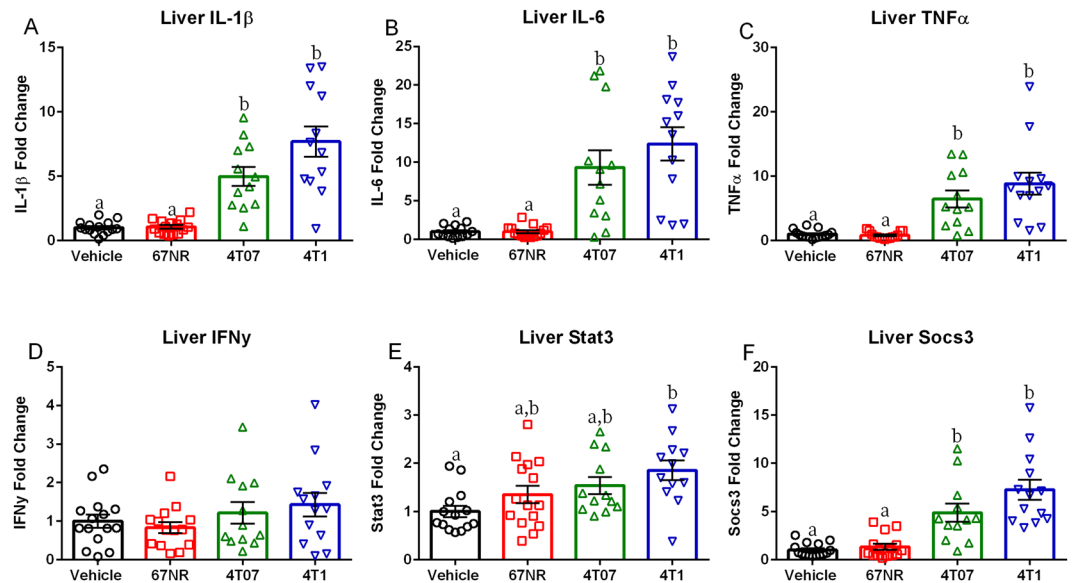 A
Liver IL-1β
IL-1β Fold Change
15
10
5
0
a
a
b
b
Vehicle
67NR
4T07
4T1
B
Liver IL-6
IL-6 Fold Change
25
20
15
10
5
0
a
a
b
b
Vehicle
67NR
4T07
4T1
C
Liver TNFα
TNFα Fold Change
30
20
10
0
a
a
b
b
Vehicle
67NR
4T07
4T1
D
Liver IFNy
IFNy Fold Change
5
4
3
2
1
0
Vehicle
67NR
4T07
4T1
E
Liver Stat3
Stat3 Fold Change
4
3
2
1
0
a
a,b
a,b
b
Vehicle
67NR
4T07
4T1
F
Liver Socs3
Socs3 Fold Change
20
15
10
5
0
a
a
b
b
Vehicle
67NR
4T07
4T1